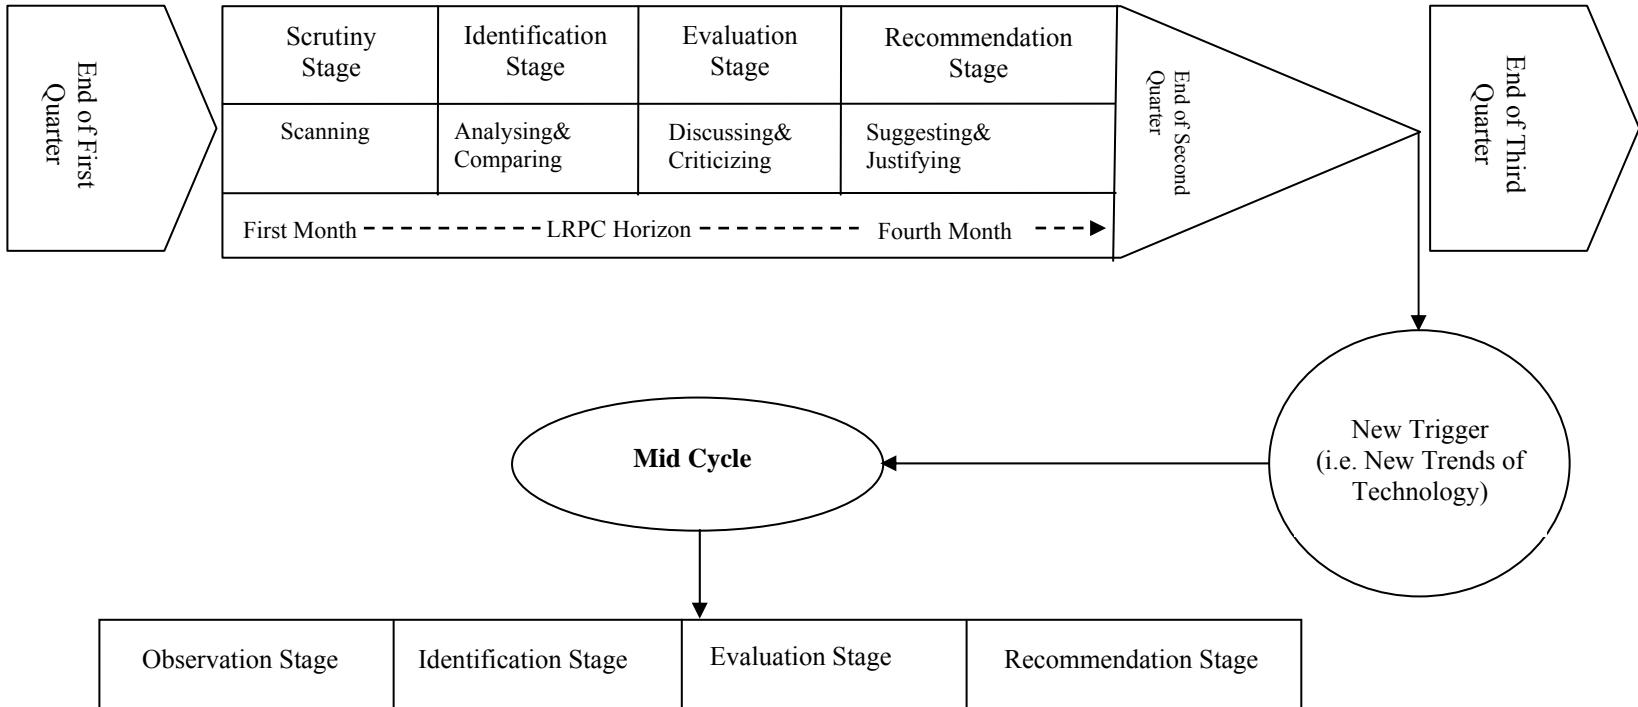 End of First
Quarter
Scrutiny
Stage
Identification
Stage
Evaluation
Stage
Recommendation
Stage
Scanning
Analysing&
Comparing
Discussing&
Criticizing
Suggesting&
Justifying
First Month
LRPC Horizon
Fourth Month
End of Second
Quarter
End of Third
Quarter
New Trigger
(i.e. New Trends of
Technology)
Mid Cycle
Observation Stage
Identification Stage
Evaluation Stage
Recommendation Stage